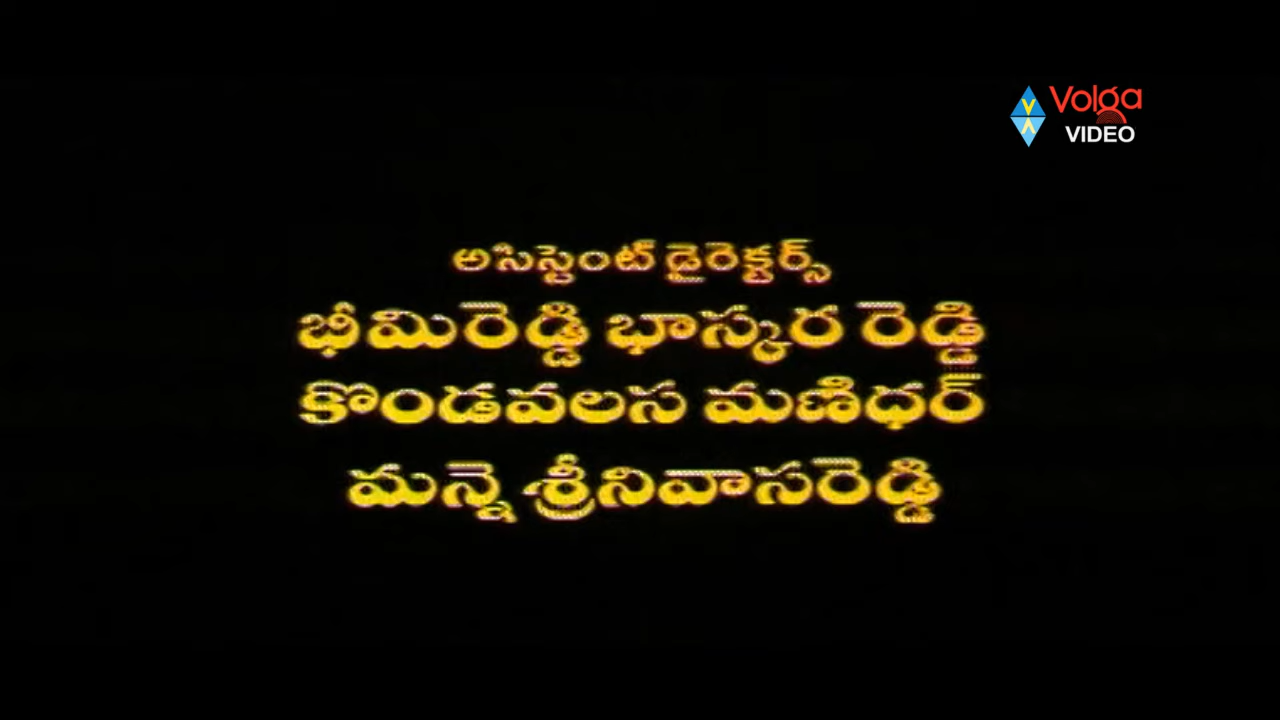 Volga
VIDEO
అసిస్టెంట్ డైరెక్టర్స్
భీమిరెడ్డి భాస్కర రెడ్డి
కొండవలస మణిధర్
మన్నె శ్రీనివాసరెడ్డి